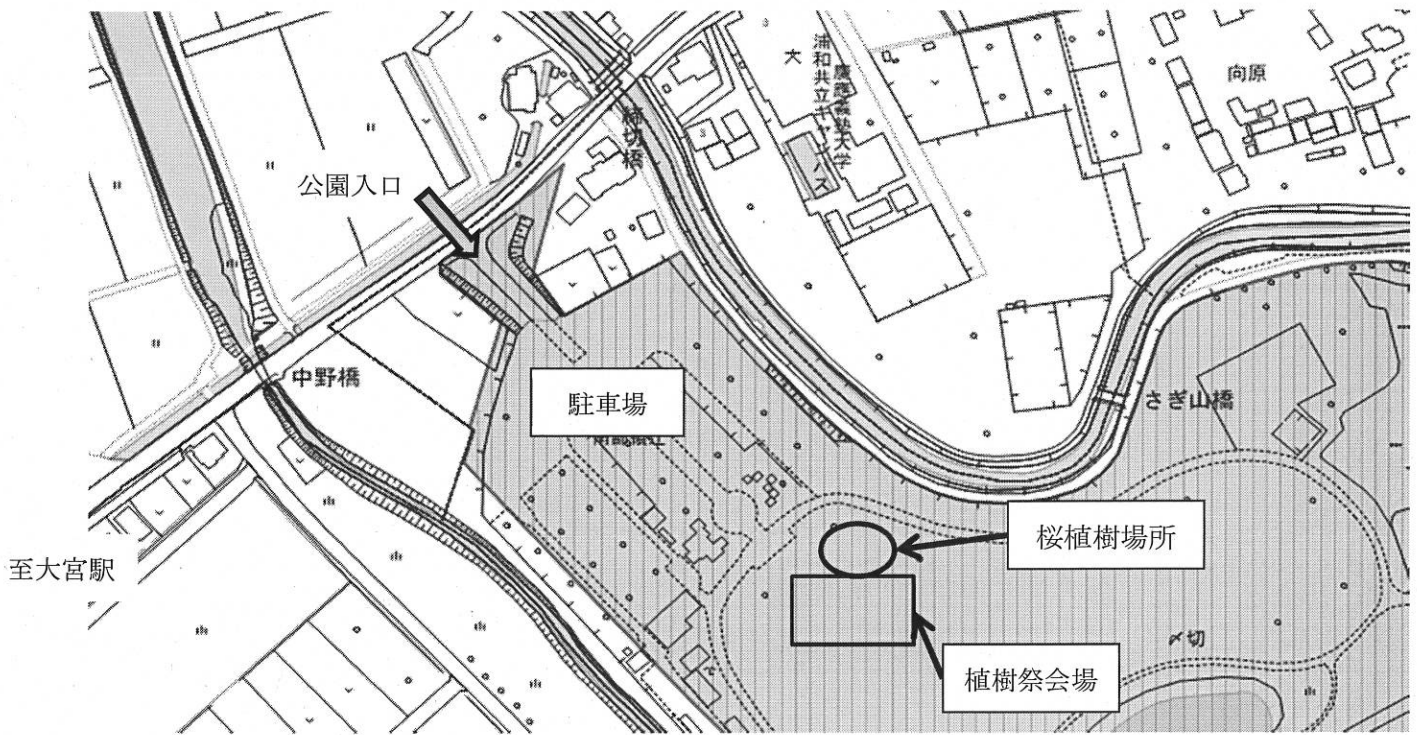 向原
大
浦和共立キャンパス
慶應義塾大学
締切橋
公園入口
中野橋
駐車場
さぎ山橋
桜植樹場所
至大宮駅
〆切
植樹祭会場